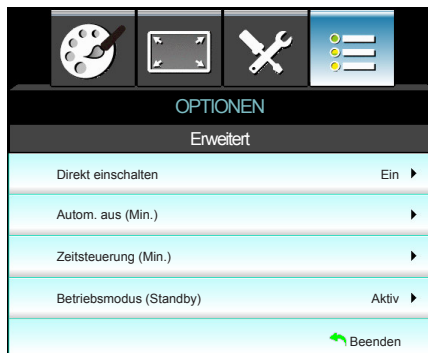 OPTIONEN
Erweitert
Direkt einschalten Ein
Autom. aus (Min.)
Zeitsteuerung (Min.)
Betriebsmodus (Standby) Aktiv
Beenden